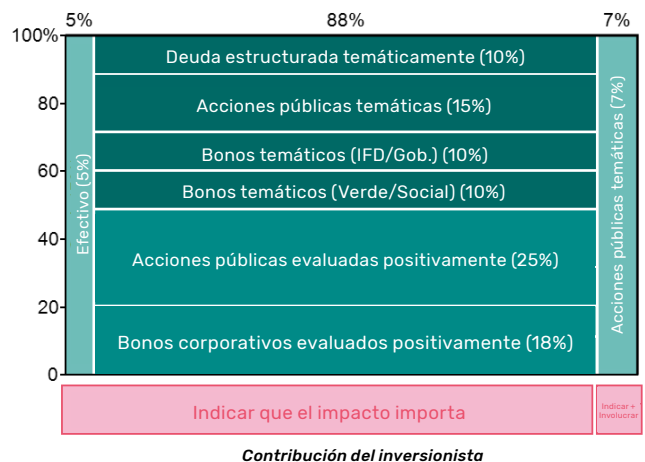 5%
88%
7%
100%
80
60
40
20
0
Efectivo (5%)
Deuda estructurada temáticamente (10%)
Acciones públicas temáticas (15%)
Bonos temáticos (IFD/Gob.) (10%)
Bonos temáticos (Verde/Social) (10%)
Acciones públicas evaluadas positivamente (25%)
Bonos corporativos evaluados positivamente (18%)
Acciones públicas temáticas (7%)
Indicar que el impacto importa
Indicar +
Involucrar
Contribución del inversionista